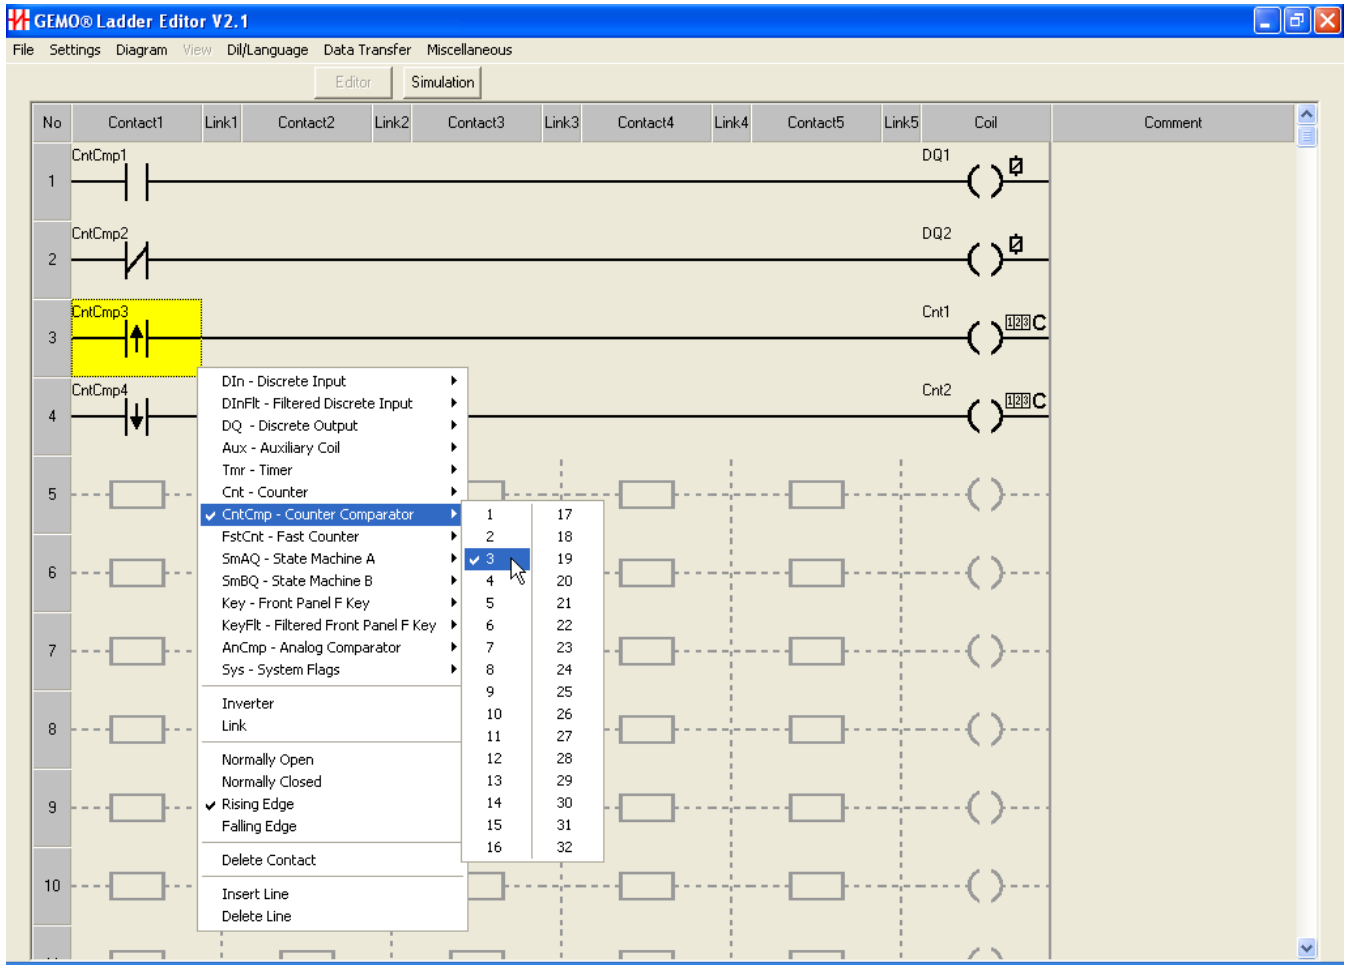 GEMO® Ladder Editor V2.1
File Settings Diagram View Dil/Language Data Transfer Miscellaneous
Editor Simulation
No Contact1 Link1 Contact2 Link2 Contact3 Link3 Contact4 Link4 Contact5 Link5 Coil Comment
CntCmp1 DQ1
1
CntCmp2 DQ2
2
CntCmp3 Cnt1
123 C
3
CntCmp4 Cnt2
123 C
4
5
6
7
8
9
10
DIn - Discrete Input
DInFlt - Filtered Discrete Input
DQ - Discrete Output
Aux - Auxiliary Coil
Tmr - Timer
Cnt - Counter
CntCmp - Counter Comparator
FstCnt - Fast Counter
SmAQ - State Machine A
SmBQ - State Machine B
Key - Front Panel F Key
KeyFlt - Filtered Front Panel F Key
AnCmp - Analog Comparator
Sys - System Flags
Inverter
Link
Normally Open
Normally Closed
Rising Edge
Falling Edge
Delete Contact
Insert Line
Delete Line
1 17
2 18
3 19
4 20
5 21
6 22
7 23
8 24
9 25
10 26
11 27
12 28
13 29
14 30
15 31
16 32